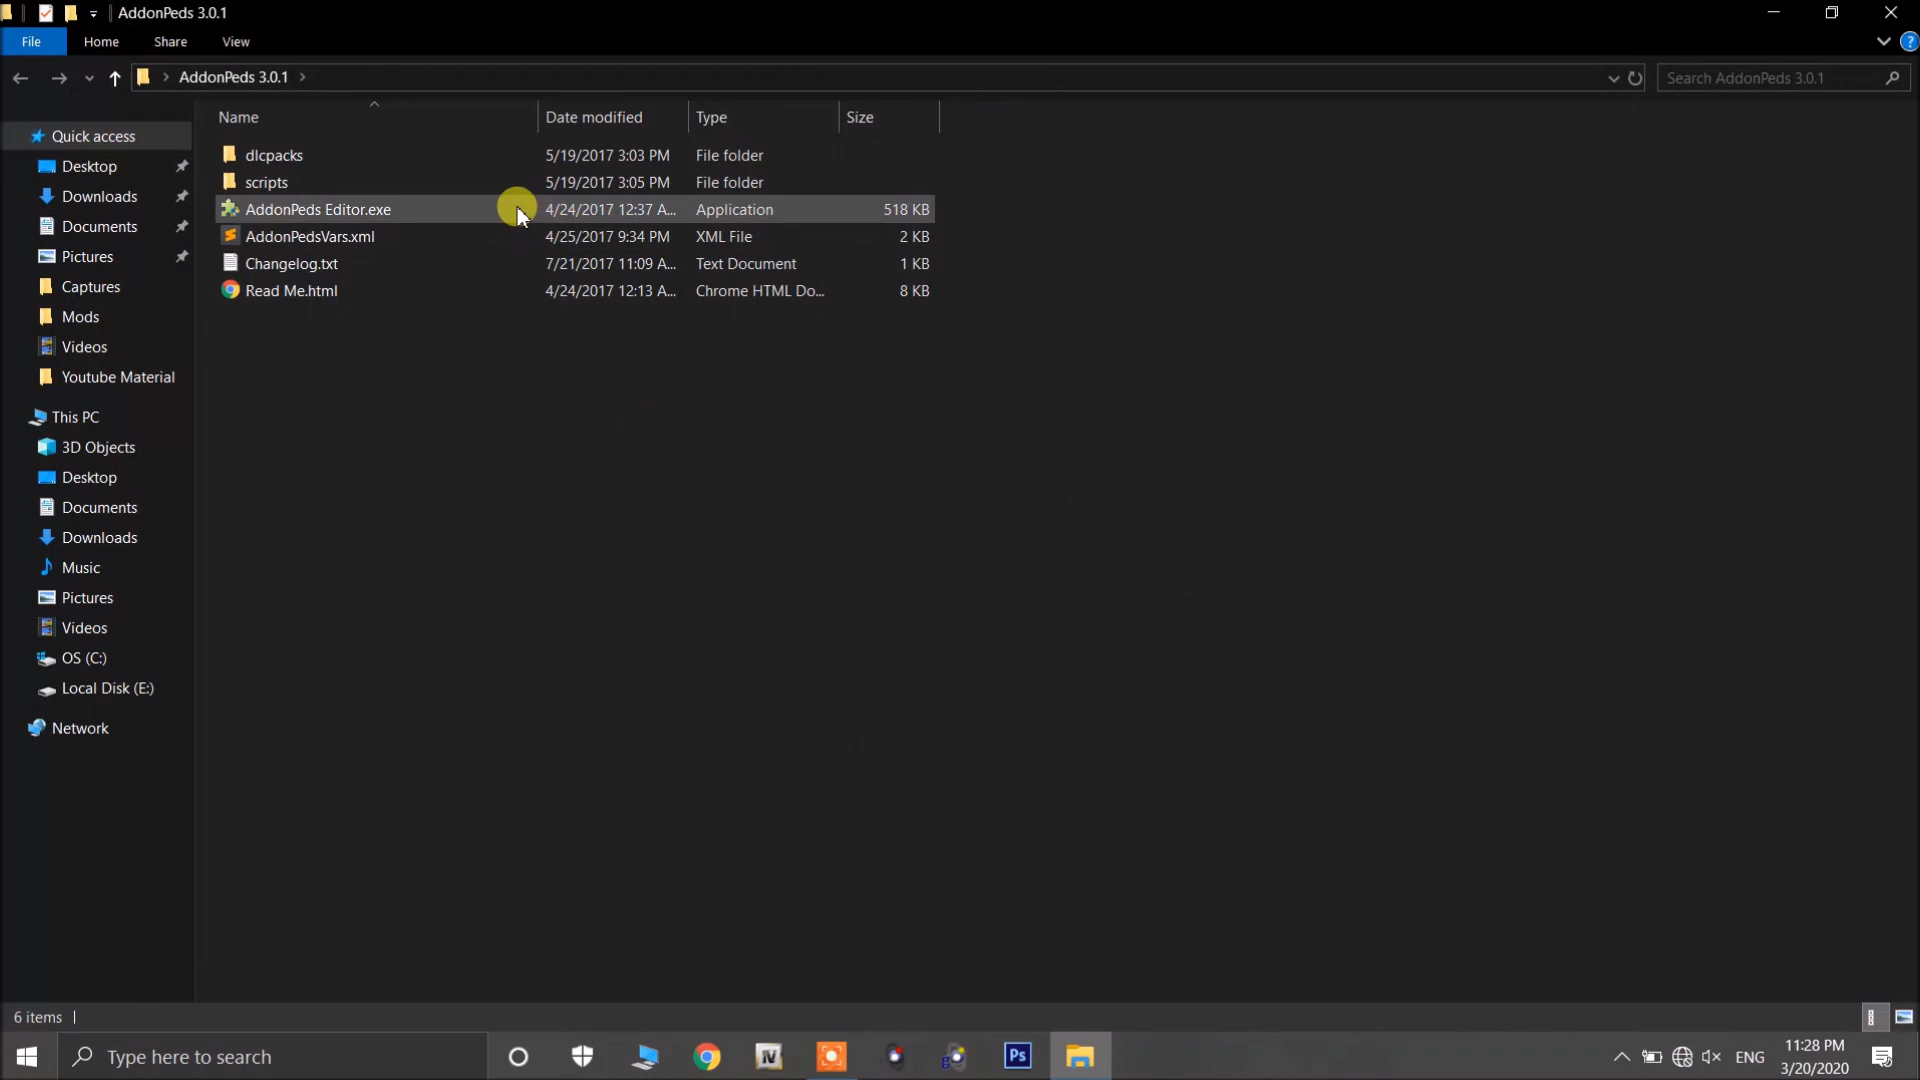 AddonPeds 3.0.1
File Home Share View
AddonPeds 3.0.1 Search AddonPeds 3.0.1
Name Date modified Type Size
Quick access
Desktop
Downloads
Documents
Pictures
Captures
Mods
Videos
Youtube Material
This PC
3D Objects
Desktop
Documents
Downloads
Music
Pictures
Videos
OS (C:)
Local Disk (E:)
Network
dlcpacks 5/19/2017 3:03 PM File folder
scripts 5/19/2017 3:05 PM File folder
AddonPeds Editor.exe 4/24/2017 12:37 A... Application 518 KB
AddonPedsVars.xml 4/25/2017 9:34 PM XML File 2 KB
Changelog.txt 7/21/2017 11:09 A... Text Document 1 KB
Read Me.html 4/24/2017 12:13 A... Chrome HTML Do... 8 KB
6 items
Type here to search
IV
Ps
ENG
11:28 PM
3/20/2020